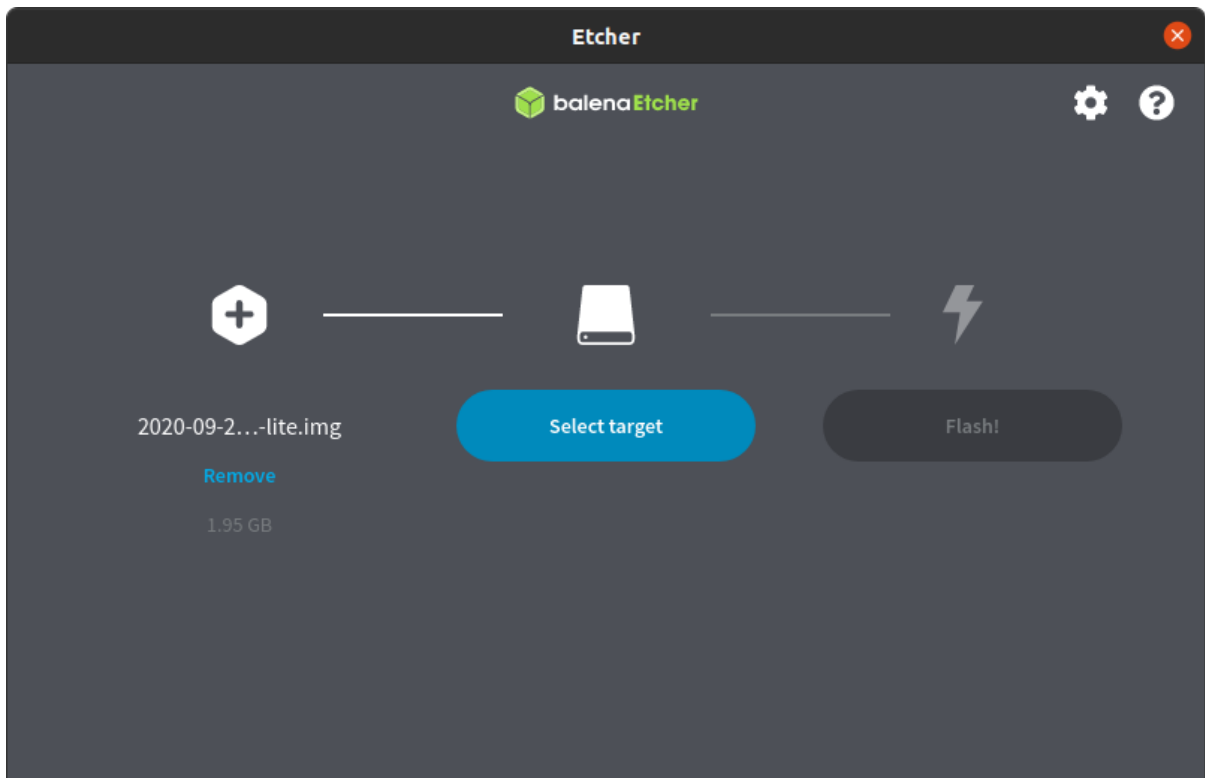 Etcher
balenaEtcher
2020-09-2...-lite.img
Select target
Flash!
Remove
1.95 GB